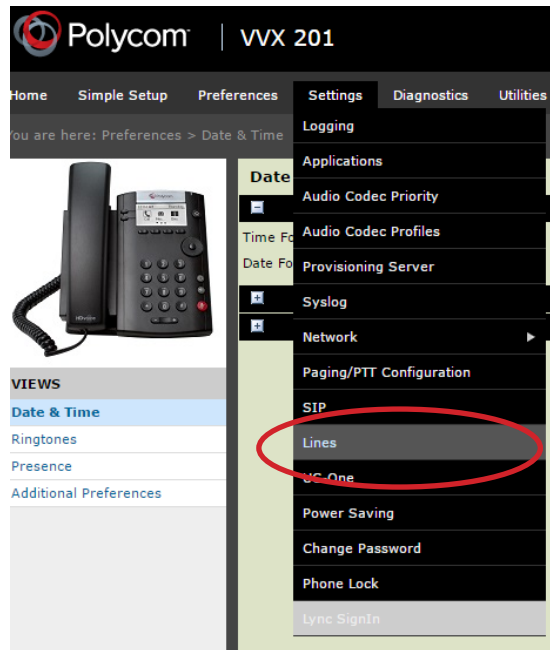 Polycom | VVX 201
Home Simple Setup Preferences Settings Diagnostics Utilities
You are here: Preferences > Date & Time
Logging
Applications
Date
Audio Codec Priority
Time Fo
Audio Codec Profiles
Date Fo
Provisioning Server
Syslog
Network
Paging/PTT Configuration
VIEWS
SIP
Date & Time
Lines
Ringtones
Presence
UC-One
Additional Preferences
Power Saving
Change Password
Phone Lock
Lync SignIn